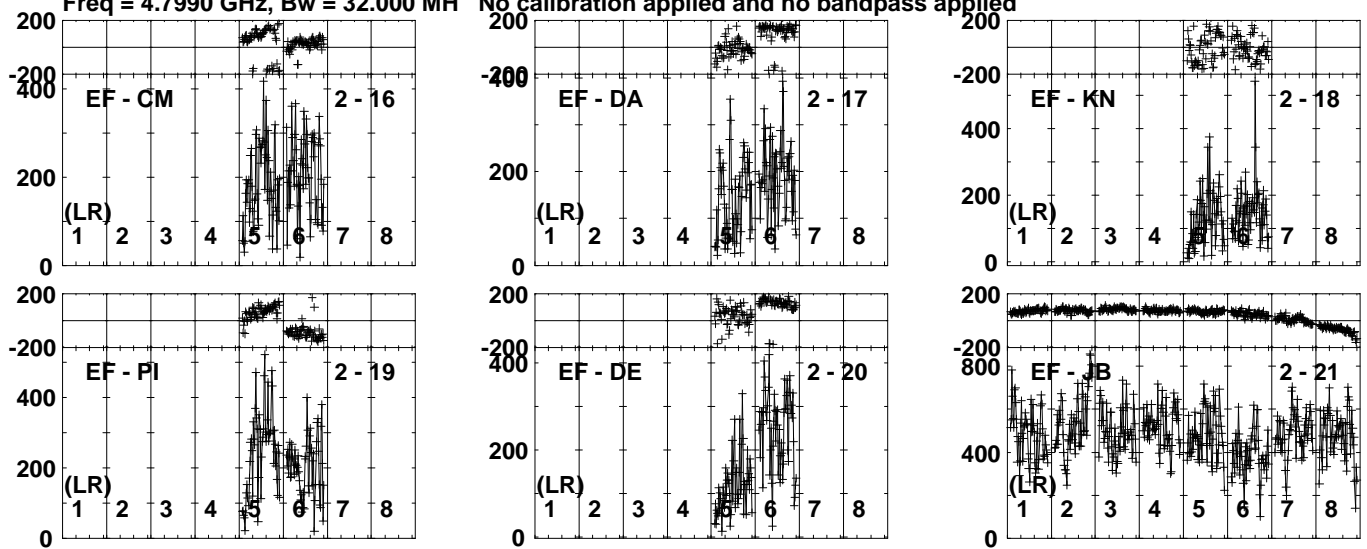 Freq = 4.7990 GHz, Bw = 32.000 MH No calibration applied and no bandpass applied
200 200 200
-200 -200 -200
400 EF - CM 2 - 16 400 EF - DA 2 - 17 EF - KN 2 - 18
400
200 200 200
(LR) (LR) (LR)
1 2 3 4 5 6 7 8 1 2 3 4 5 6 7 8 1 2 3 4 5 6 7 8
0 0 0
200 200 200
-200 -200 -200
EF - PI 2 - 19 400 EF - DE 2 - 20 800 EF - JB 2 - 21
400
200 200 400
(LR) (LR) (LR)
1 2 3 4 5 6 7 8 1 2 3 4 5 6 7 8 1 2 3 4 5 6 7 8
0 0 0